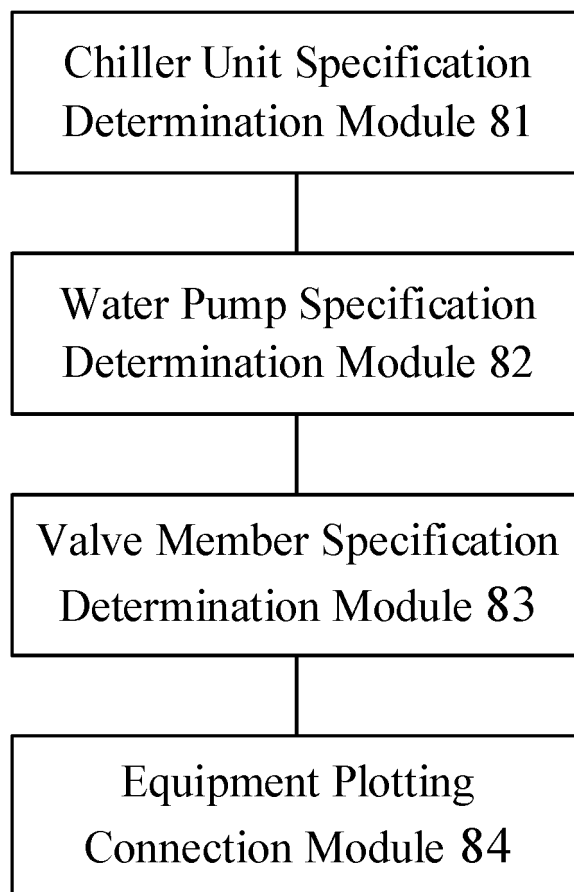 Chiller Unit Specification
Determination Module 81
Water Pump Specification
Determination Module 82
Valve Member Specification
Determination Module 83
Equipment Plotting
Connection Module 84